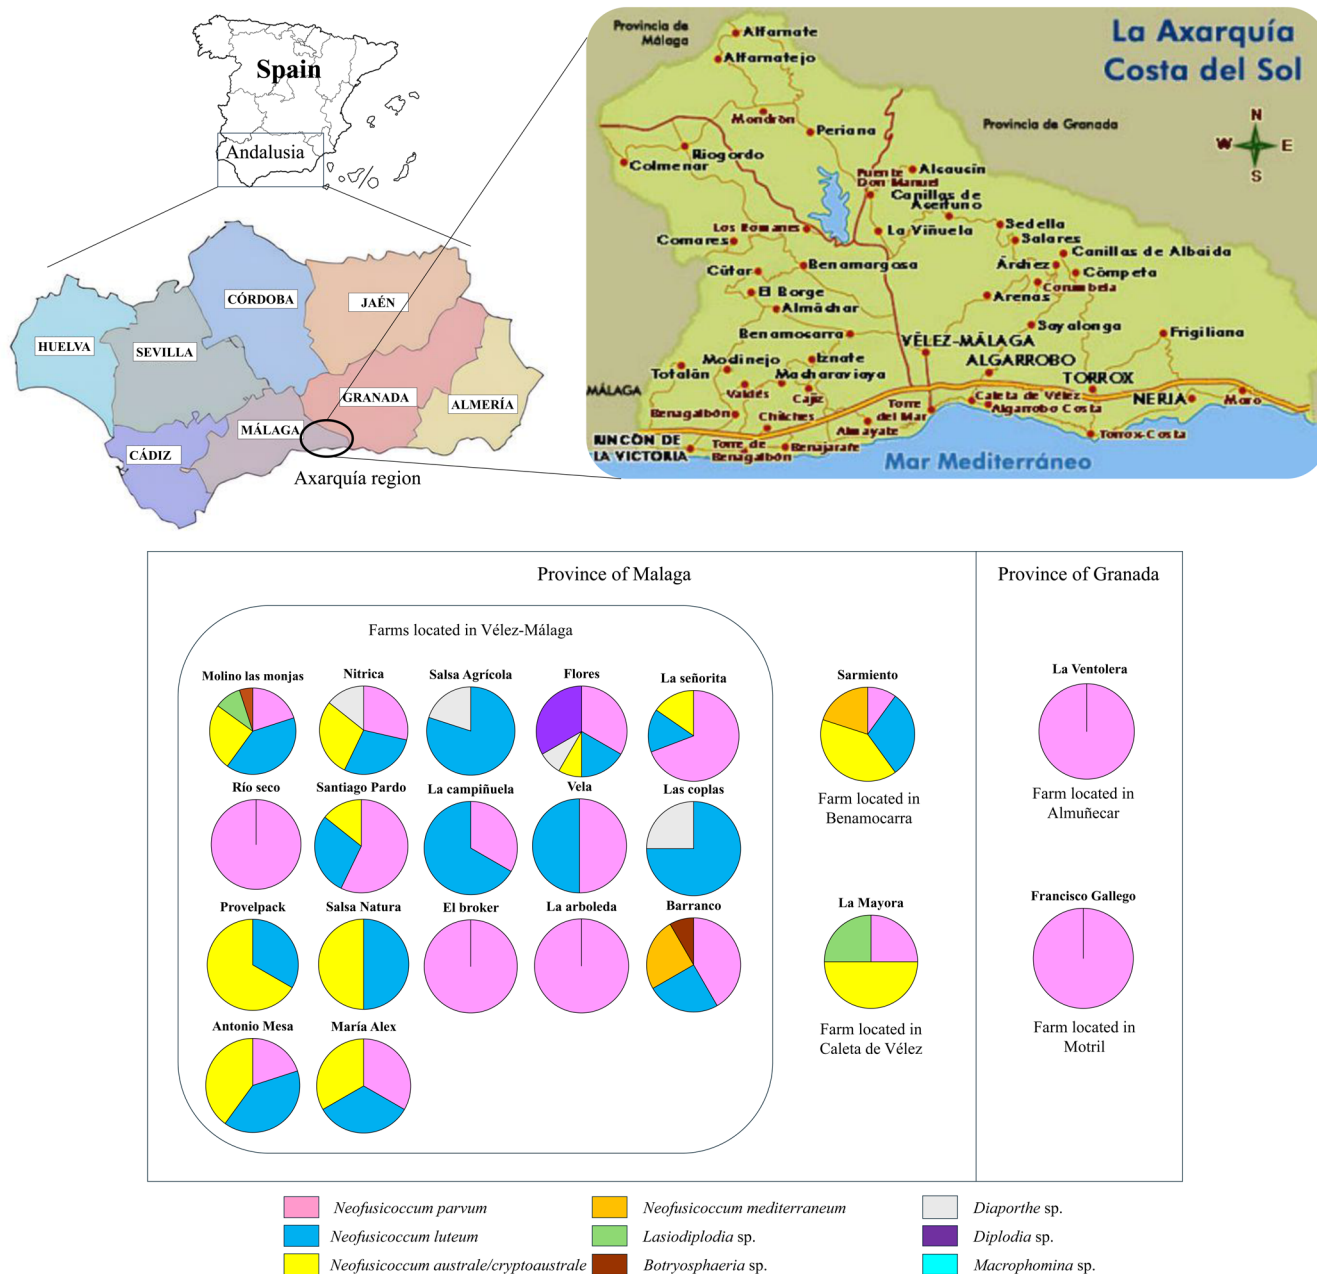 Spain
Andalusia
HUELVA
SEVILLA
CÓRDOBA
JAÉN
GRANADA
ALMERÍA
MÁLAGA
CÁDIZ
Axarquía region
La Axarquía
Costa del Sol
Provincia de
Málaga
Alfarnate
Alfarnatejo
Mondrón
Periana
Provincia de Granada
N
W
E
S
Riogordo
Colmenar
Puente
Don Manuel
Alcaucín
Canillas de
Aceituno
Los Romanes
Comares
La Viñuela
Sedella
Salares
Canillas de Albaida
Cútar
Benamargosa
Árchez
Cómpeta
Corumbela
El Borge
Arenas
Almáchar
Benamocarra
Sayalonga
Frigiliana
VÉLEZ-MÁLAGA
ALGARROBO
Modinejo
Iznate
Totalán
Macharaviaya
TORROX
MÁLAGA
Valdés
Cajiz
NERJA
Maro
Benagalbón
Chilches
Torre
del Mar
Caleta de Vélez
Algarrobo Costa
Almayate
Torrox-Costa
RINCÓN DE
LA VICTORIA
Torre de
Benagalbón
Benajarafe
Mar Mediterráneo
Province of Malaga
Province of Granada
Farms located in Vélez-Málaga
Molino las monjas
Nitrica
Salsa Agrícola
Flores
La señorita
Sarmiento
La Ventolera
Farm located in
Benamocarra
Farm located in
Almuñecar
Río seco
Santiago Pardo
La campiñuela
Vela
Las coplas
Provelpack
Salsa Natura
El broker
La arboleda
Barranco
La Mayora
Francisco Gallego
Farm located in
Caleta de Vélez
Farm located in
Motril
Antonio Mesa
María Alex
Neofusicoccum parvum
Neofusicoccum mediterraneum
Diaporthe sp.
Neofusicoccum luteum
Lasiodiplodia sp.
Diplodia sp.
Neofusicoccum australe/cryptoaustrale
Botryosphaeria sp.
Macrophomina sp.